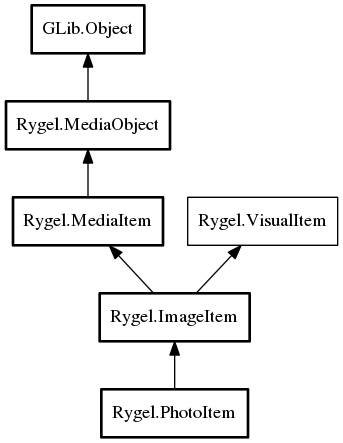 GLib.Object
Rygel.MediaObject
Rygel.MediaItem
Rygel.VisualItem
Rygel.ImageItem
Rygel.PhotoItem